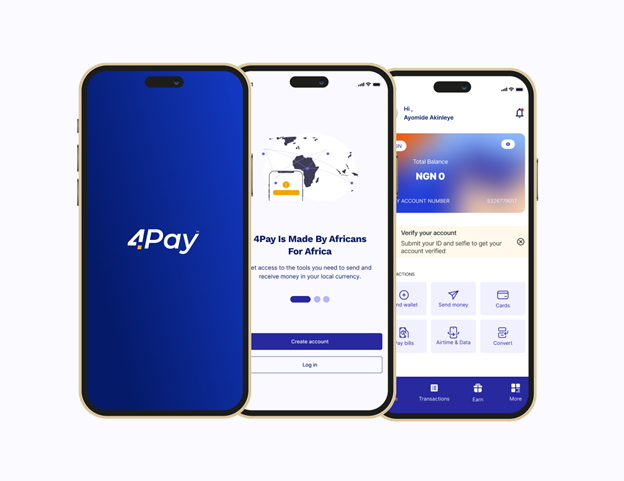 4Pay
4Pay Is Made By Africans
For Africa
et access to the tools you need to send and
receive money in your local currency.
Create account
Log in
Hi ,
Ayomide Akinleye
GN
Total Balance
NGN 0
Y ACCOUNT NUMBER
Verify your account
Submit your ID and selfie to get your
account verified
ACTIONS
nd wallet
Send money
Cards
Pay bills
Airtime & Data
Convert
Transactions
Earn
More